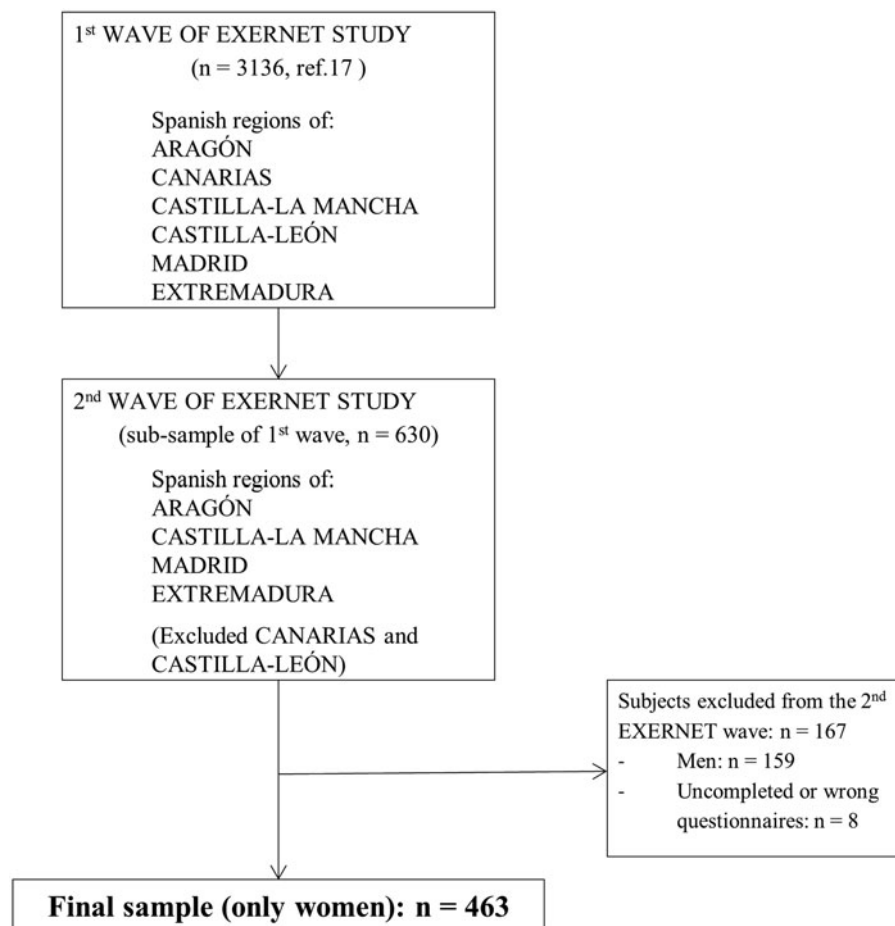 1st WAVE OF EXERNET STUDY
(n = 3136, ref.17 )
Spanish regions of:
ARAGÓN
CANARIAS
CASTILLA-LA MANCHA
CASTILLA-LEÓN
MADRID
EXTREMADURA
2nd WAVE OF EXERNET STUDY
(sub-sample of 1st wave, n = 630)
Spanish regions of:
ARAGÓN
CASTILLA-LA MANCHA
MADRID
EXTREMADURA
(Excluded CANARIAS and
CASTILLA-LEÓN)
Subjects excluded from the 2nd
EXERNET wave: n = 167
- Men: n = 159
- Uncompleted or wrong
questionnaires: n = 8
Final sample (only women): n = 463